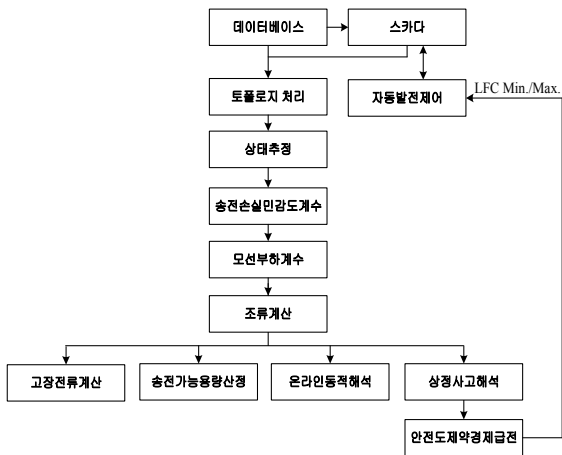 데이터베이스
스카다
토폴로지 처리
자동발전제어
LFC Min./Max.
상태추정
송전손실민감도계수
모선부하계수
조류계산
고장전류계산
송전가능용량산정
온라인동적해석
상정사고해석
안전도제약경제급전